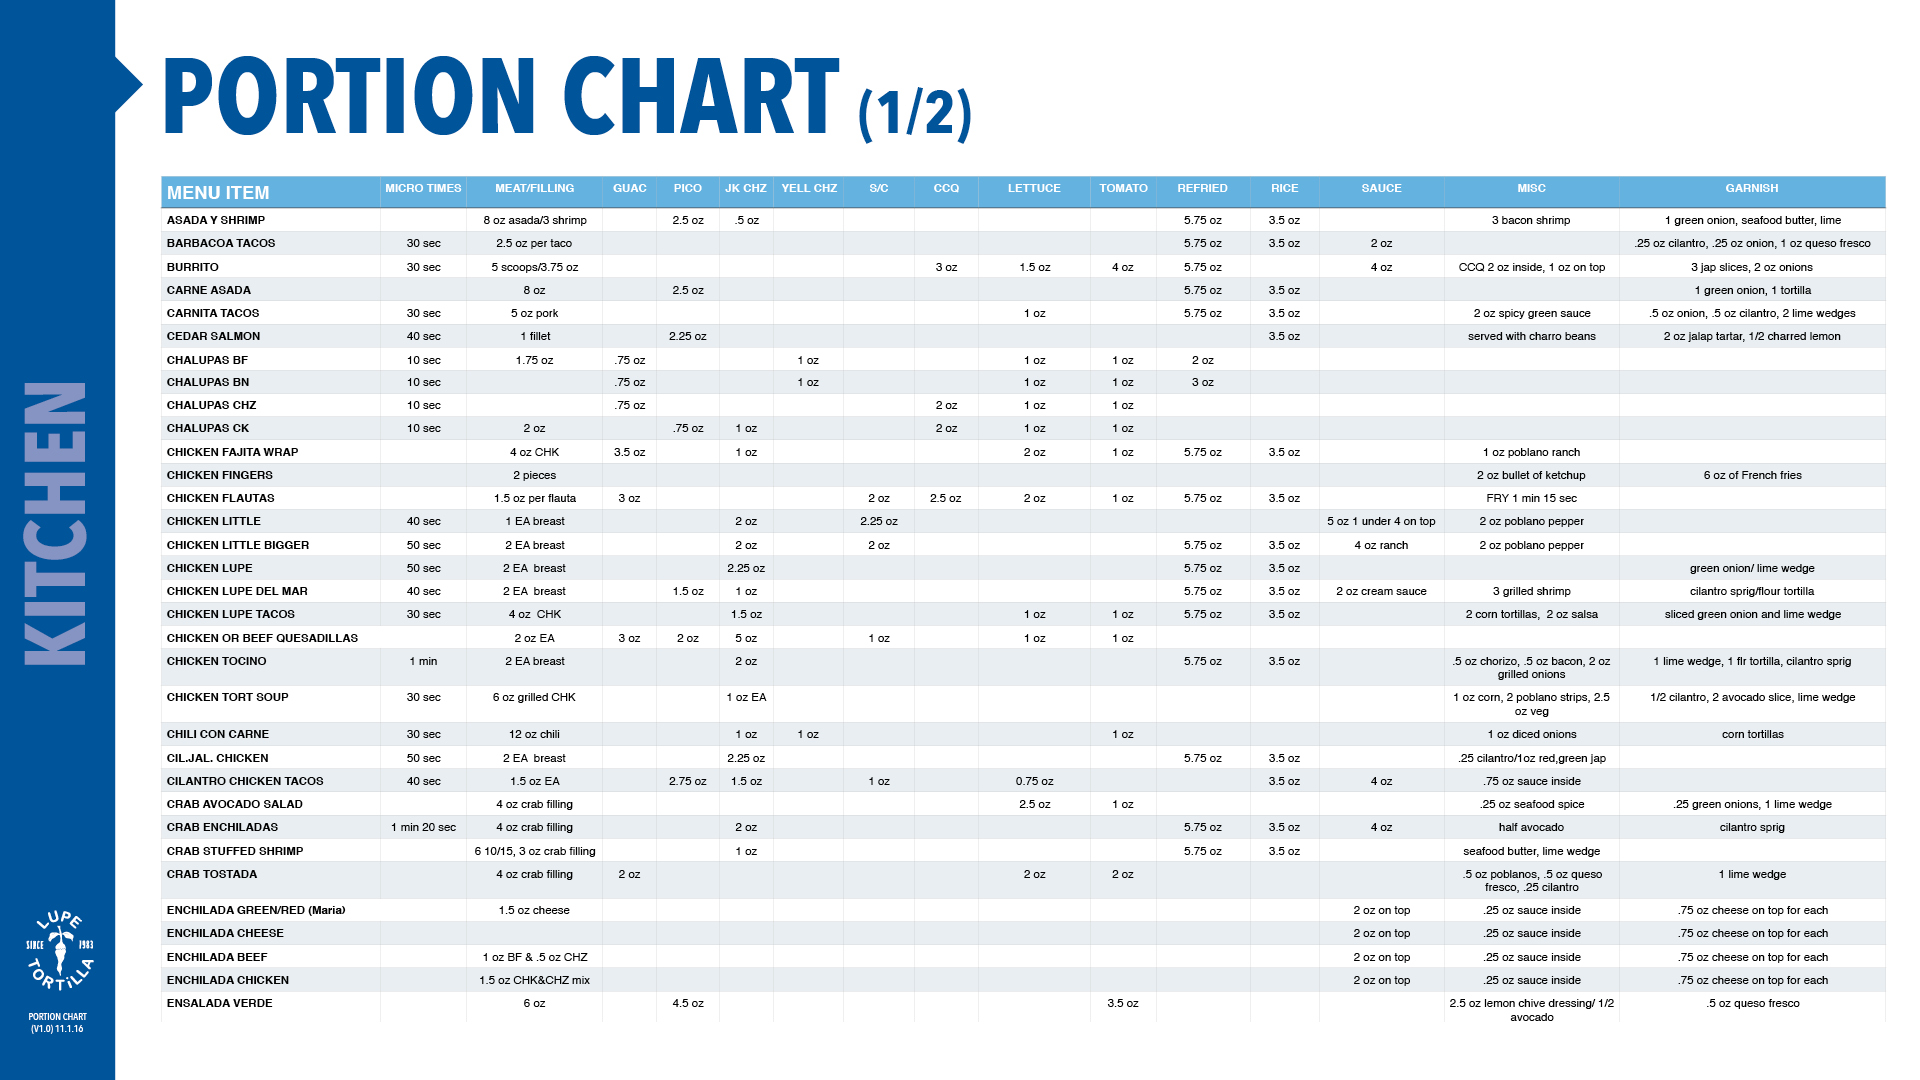 PORTION CHART (1/2)
MENU ITEM MICRO TIMES MEAT/FILLING GUAC PICO JK CHZ YELL CHZ S/C CCQ LETTUCE TOMATO REFRIED RICE SAUCE MISC GARNISH
ASADA Y SHRIMP 8 oz asada/3 shrimp 2.5 oz .5 oz 5.75 oz 3.5 oz 3 bacon shrimp 1 green onion, seafood butter, lime
BARBACOA TACOS 30 sec 2.5 oz per taco 5.75 oz 3.5 oz 2 oz .25 oz cilantro, .25 oz onion, 1 oz queso fresco
BURRITO 30 sec 5 scoops/3.75 oz 3 oz 1.5 oz 4 oz 5.75 oz 4 oz CCQ 2 oz inside, 1 oz on top 3 jap slices, 2 oz onions
CARNE ASADA 8 oz 2.5 oz 5.75 oz 3.5 oz 1 green onion, 1 tortilla
CARNITA TACOS 30 sec 5 oz pork 1 oz 5.75 oz 3.5 oz 2 oz spicy green sauce .5 oz onion, .5 oz cilantro, 2 lime wedges
CEDAR SALMON 40 sec 1 fillet 2.25 oz 3.5 oz served with charro beans 2 oz jalap tartar, 1/2 charred lemon
CHALUPAS BF 10 sec 1.75 oz .75 oz 1 oz 1 oz 1 oz 2 oz
CHALUPAS BN 10 sec .75 oz 1 oz 1 oz 1 oz 3 oz
CHALUPAS CHZ 10 sec .75 oz 2 oz 1 oz 1 oz
CHALUPAS CK 10 sec 2 oz .75 oz 1 oz 2 oz 1 oz 1 oz
CHICKEN FAJITA WRAP 4 oz CHK 3.5 oz 1 oz 2 oz 1 oz 5.75 oz 3.5 oz 1 oz poblano ranch
CHICKEN FINGERS 2 pieces 2 oz bullet of ketchup 6 oz of French fries
CHICKEN FLAUTAS 1.5 oz per flauta 3 oz 2 oz 2.5 oz 2 oz 1 oz 5.75 oz 3.5 oz FRY 1 min 15 sec
CHICKEN LITTLE 40 sec 1 EA breast 2 oz 2.25 oz 5 oz 1 under 4 on top 2 oz poblano pepper
CHICKEN LITTLE BIGGER 50 sec 2 EA breast 2 oz 2 oz 5.75 oz 3.5 oz 4 oz ranch 2 oz poblano pepper
CHICKEN LUPE 50 sec 2 EA breast 2.25 oz 5.75 oz 3.5 oz green onion/ lime wedge
CHICKEN LUPE DEL MAR 40 sec 2 EA breast 1.5 oz 1 oz 5.75 oz 3.5 oz 2 oz cream sauce 3 grilled shrimp cilantro sprig/flour tortilla
CHICKEN LUPE TACOS 30 sec 4 oz CHK 1.5 oz 1 oz 1 oz 5.75 oz 3.5 oz 2 corn tortillas, 2 oz salsa sliced green onion and lime wedge
CHICKEN OR BEEF QUESADILLAS 2 oz EA 3 oz 2 oz 5 oz 1 oz 1 oz 1 oz
CHICKEN TOCINO 1 min 2 EA breast 2 oz 5.75 oz 3.5 oz .5 oz chorizo, .5 oz bacon, 2 oz 1 lime wedge, 1 flr tortilla, cilantro sprig
grilled onions
CHICKEN TORT SOUP 30 sec 6 oz grilled CHK 1 oz EA 1 oz corn, 2 poblano strips, 2.5 1/2 cilantro, 2 avocado slice, lime wedge
oz veg
CHILI CON CARNE 30 sec 12 oz chili 1 oz 1 oz 1 oz 1 oz diced onions corn tortillas
CIL.JAL. CHICKEN 50 sec 2 EA breast 2.25 oz 5.75 oz 3.5 oz .25 cilantro/1oz red,green jap
CILANTRO CHICKEN TACOS 40 sec 1.5 oz EA 2.75 oz 1.5 oz 1 oz 0.75 oz 3.5 oz 4 oz .75 oz sauce inside
CRAB AVOCADO SALAD 4 oz crab filling 2.5 oz 1 oz .25 oz seafood spice .25 green onions, 1 lime wedge
CRAB ENCHILADAS 1 min 20 sec 4 oz crab filling 2 oz 5.75 oz 3.5 oz 4 oz half avocado cilantro sprig
CRAB STUFFED SHRIMP 6 10/15, 3 oz crab filling 1 oz 5.75 oz 3.5 oz seafood butter, lime wedge
CRAB TOSTADA 4 oz crab filling 2 oz 2 oz 2 oz .5 oz poblanos, .5 oz queso 1 lime wedge
fresco, .25 cilantro
ENCHILADA GREEN/RED (Maria) 1.5 oz cheese 2 oz on top .25 oz sauce inside .75 oz cheese on top for each
ENCHILADA CHEESE 2 oz on top .25 oz sauce inside .75 oz cheese on top for each
ENCHILADA BEEF 1 oz BF & .5 oz CHZ 2 oz on top .25 oz sauce inside .75 oz cheese on top for each
ENCHILADA CHICKEN 1.5 oz CHK&CHZ mix 2 oz on top .25 oz sauce inside .75 oz cheese on top for each
ENSALADA VERDE 6 oz 4.5 oz 3.5 oz 2.5 oz lemon chive dressing/ 1/2 .5 oz queso fresco
avocado
KITCHEN
LUPE
SINCE 1983
TORTILLA
PORTION CHART
(V1.0) 11.1.16